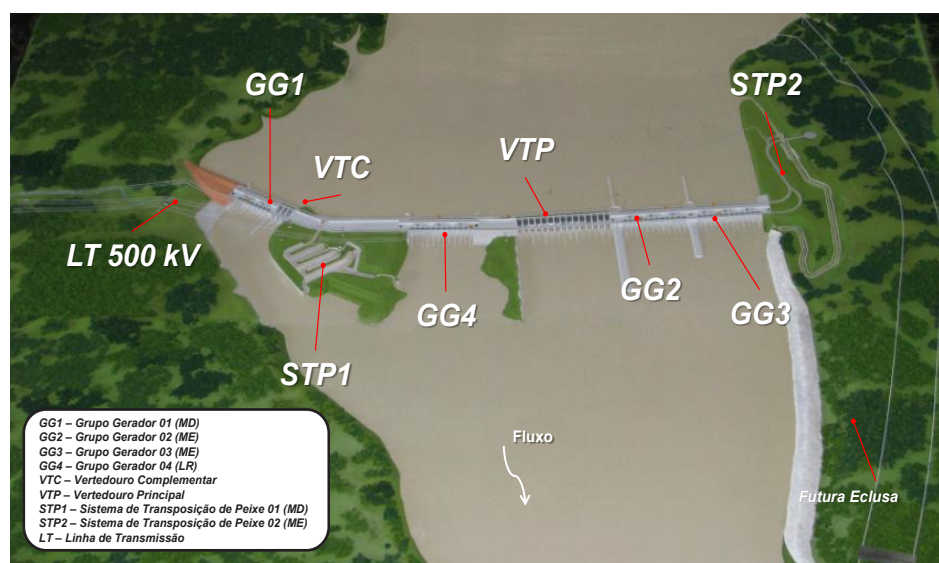 GG1
STP2
VTC
VTP
LT 500 kV
GG2
GG4
GG3
STP1
Fluxo
Futura Eclusa
GG1 – Grupo Gerador 01 (MD)
GG2 – Grupo Gerador 02 (ME)
GG3 – Grupo Gerador 03 (ME)
GG4 – Grupo Gerador 04 (LR)
VTC – Vertedouro Complementar
VTP – Vertedouro Principal
STP1 – Sistema de Transposição de Peixe 01 (MD)
STP2 – Sistema de Transposição de Peixe 02 (ME)
LT – Linha de Transmissão